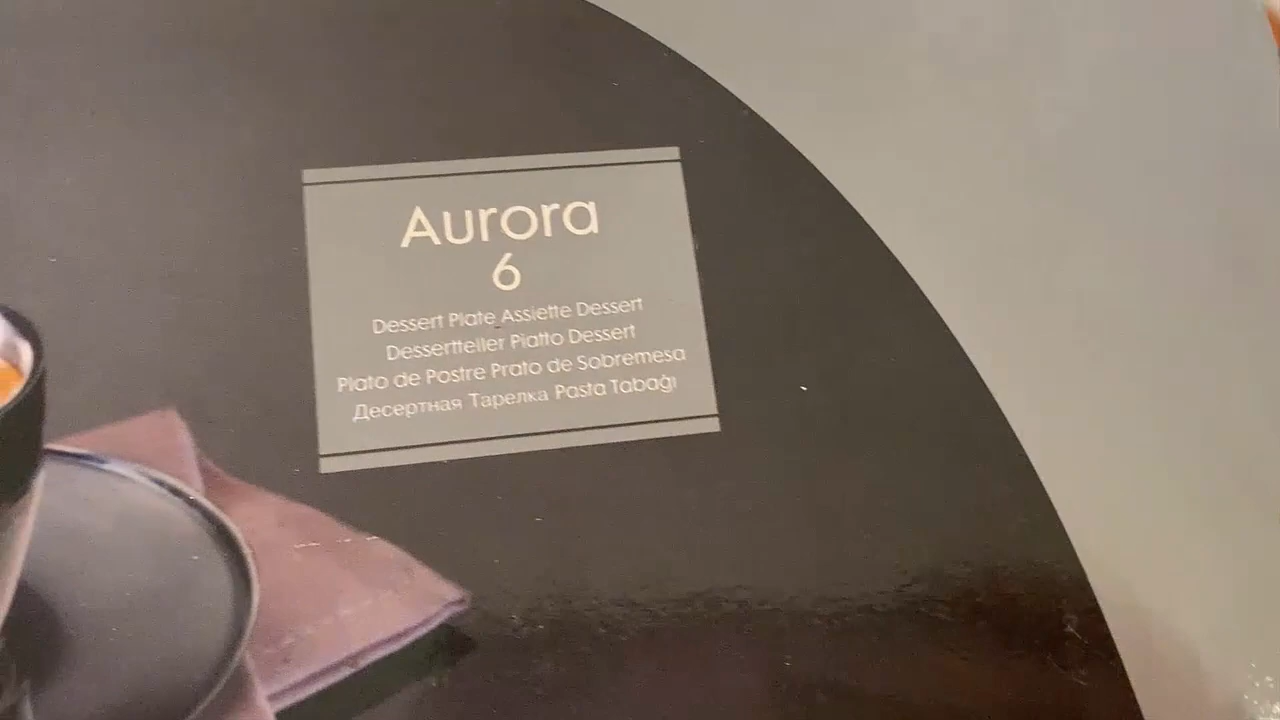 Aurora
6
Dessert Plate Assiette Dessert
Dessertteller Piatto Dessert
Plato de Postre Prato de Sobremesa
Десертная Тарелка Pasta Tabağı